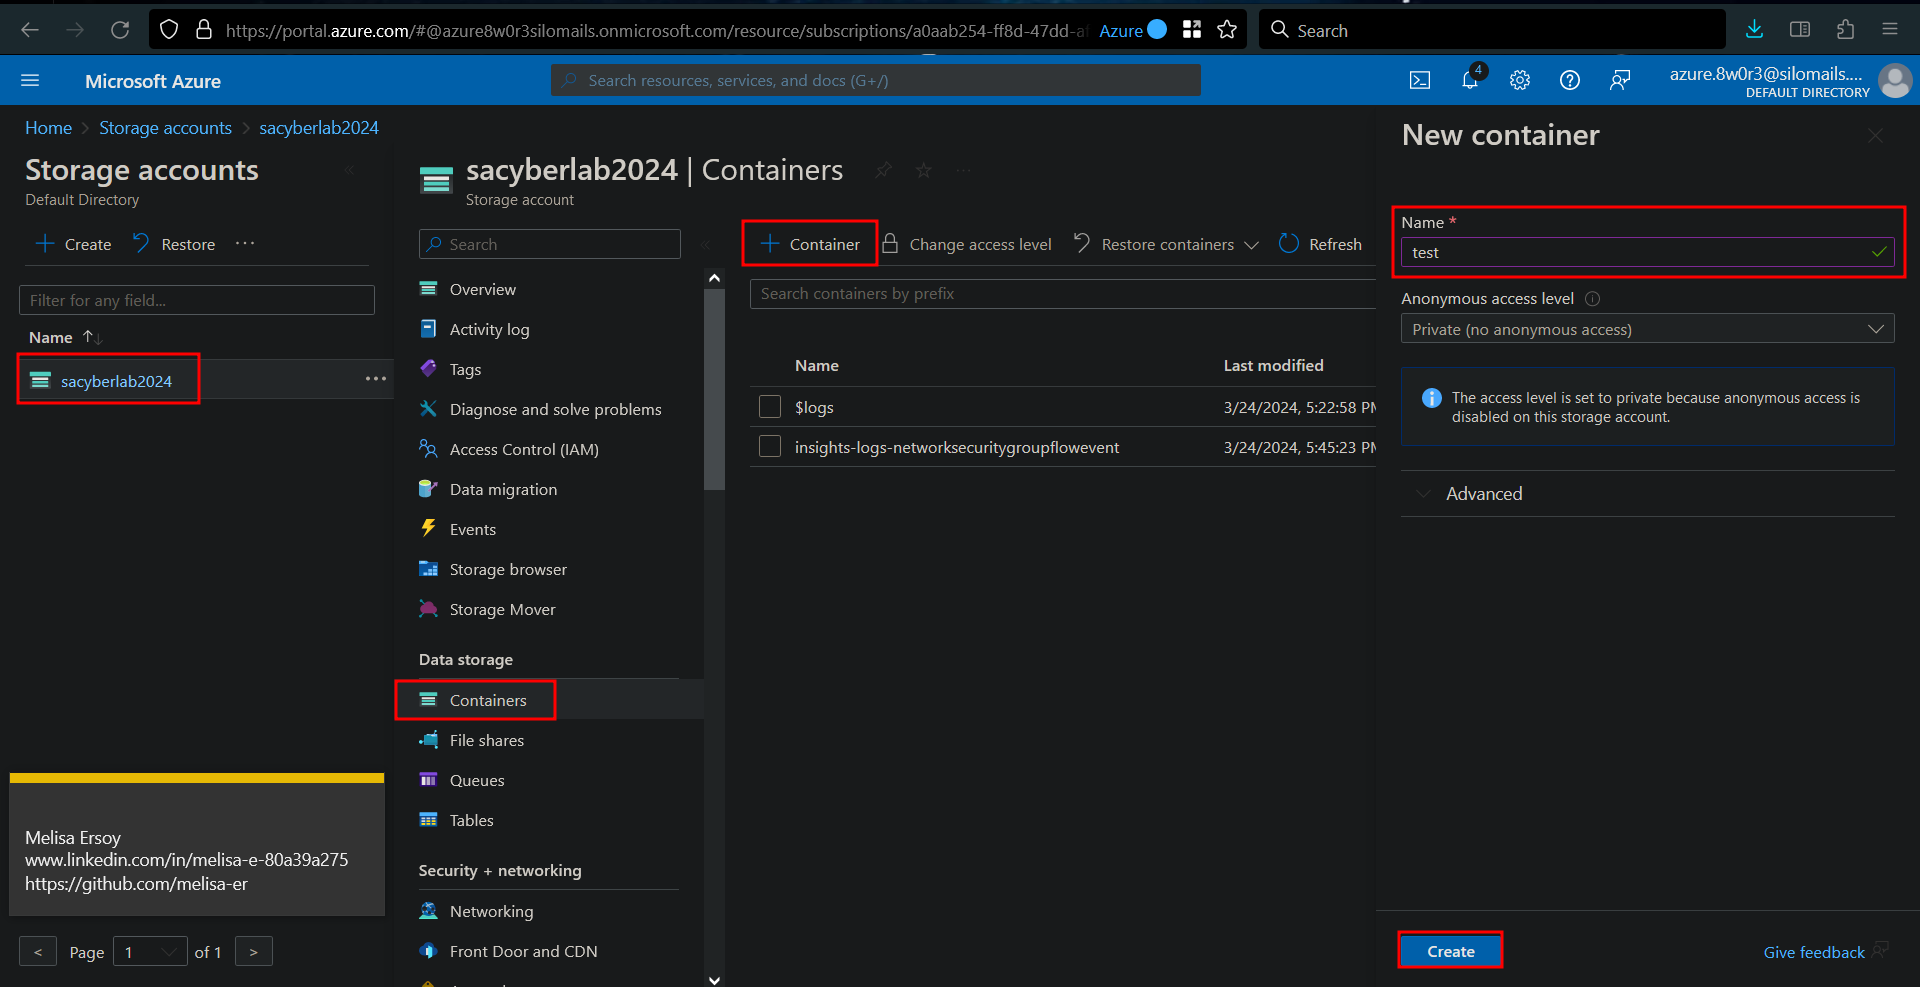 https://portal.azure.com/#@azure8w0r3silomails.onmicrosoft.com/resource/subscriptions/a0aab254-ff8d-47dd-a
Azure
Search
Microsoft Azure
Search resources, services, and docs (G+/)
4
azure.8w0r3@silomails....
DEFAULT DIRECTORY
Home > Storage accounts > sacyberlab2024
Storage accounts
Default Directory
Create
Restore
...
Filter for any field...
Name
sacyberlab2024
...
Melisa Ersoy
www.linkedin.com/in/melisa-e-80a39a275
https://github.com/melisa-er
< Page 1 of 1 >
sacyberlab2024 | Containers
Storage account
Search
Overview
Activity log
Tags
Diagnose and solve problems
Access Control (IAM)
Data migration
Events
Storage browser
Storage Mover
Data storage
Containers
File shares
Queues
Tables
Security + networking
Networking
Front Door and CDN
Container
Change access level
Restore containers
Refresh
Search containers by prefix
Name Last modified
$logs 3/24/2024, 5:22:58 PM
insights-logs-networksecuritygroupflowevent 3/24/2024, 5:45:23 PM
New container
Name *
test
Anonymous access level
Private (no anonymous access)
The access level is set to private because anonymous access is
disabled on this storage account.
Advanced
Create
Give feedback